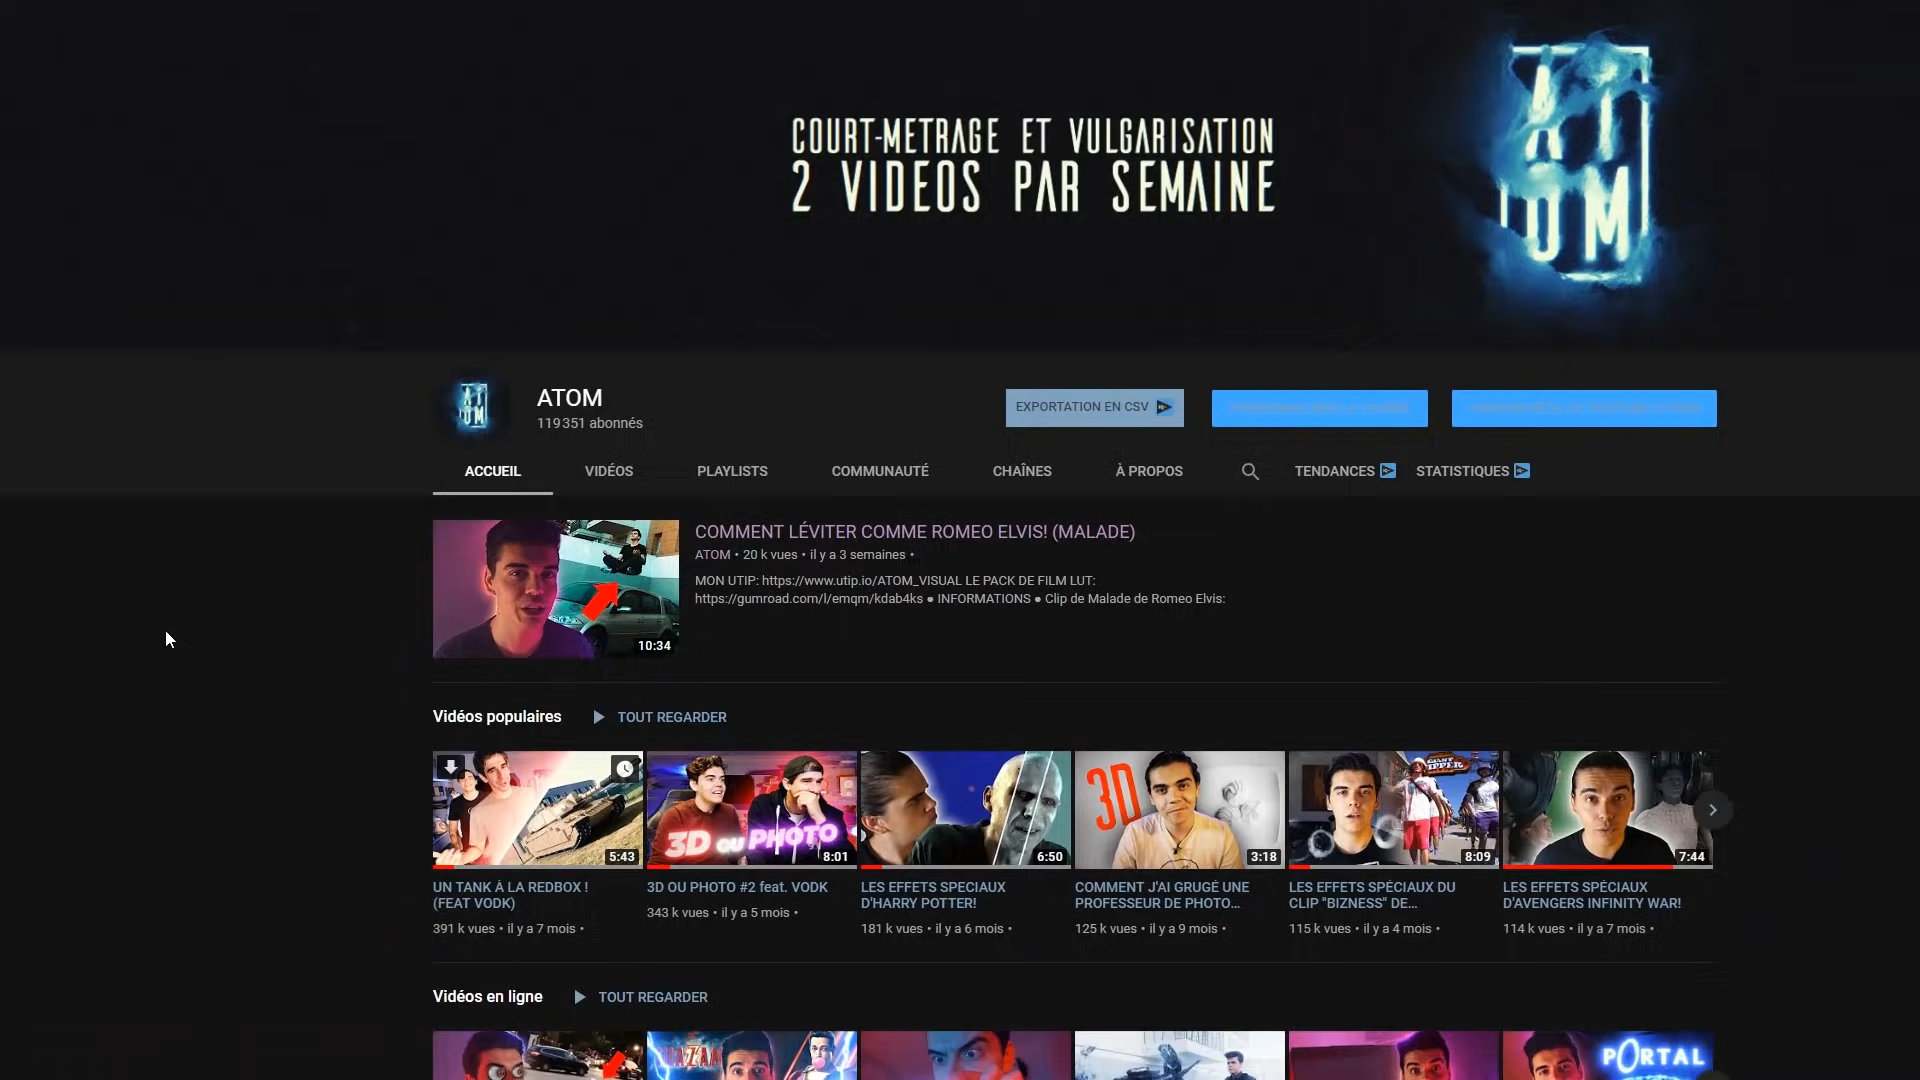 COURT-METRAGE ET VULGARISATION
2 VIDEOS PAR SEMAINE
AT
OM
ATOM
119 351 abonnés
EXPORTATION EN CSV
ACCUEIL VIDÉOS PLAYLISTS COMMUNAUTÉ CHAÎNES À PROPOS TENDANCES STATISTIQUES
COMMENT LÉVITER COMME ROMEO ELVIS! (MALADE)
ATOM • 20 k vues • il y a 3 semaines •
MON UTIP: https://www.utip.io/ATOM_VISUAL LE PACK DE FILM LUT:
https://gumroad.com/l/emqm/kdab4ks ● INFORMATIONS ● Clip de Malade de Romeo Elvis:
10:34
Vidéos populaires TOUT REGARDER
5:43
3D OU PHOTO
8:01
6:50
3D
3:18
8:09
7:44
UN TANK À LA REDBOX !
(FEAT VODK)
391 k vues • il y a 7 mois •
3D OU PHOTO #2 feat. VODK
343 k vues • il y a 5 mois •
LES EFFETS SPECIAUX
D'HARRY POTTER!
181 k vues • il y a 6 mois •
COMMENT J'AI GRUGÉ UNE
PROFESSEUR DE PHOTO…
125 k vues • il y a 9 mois •
LES EFFETS SPÉCIAUX DU
CLIP "BIZNESS" DE…
115 k vues • il y a 4 mois •
LES EFFETS SPÉCIAUX
D'AVENGERS INFINITY WAR!
114 k vues • il y a 7 mois •
Vidéos en ligne TOUT REGARDER
PORTAL